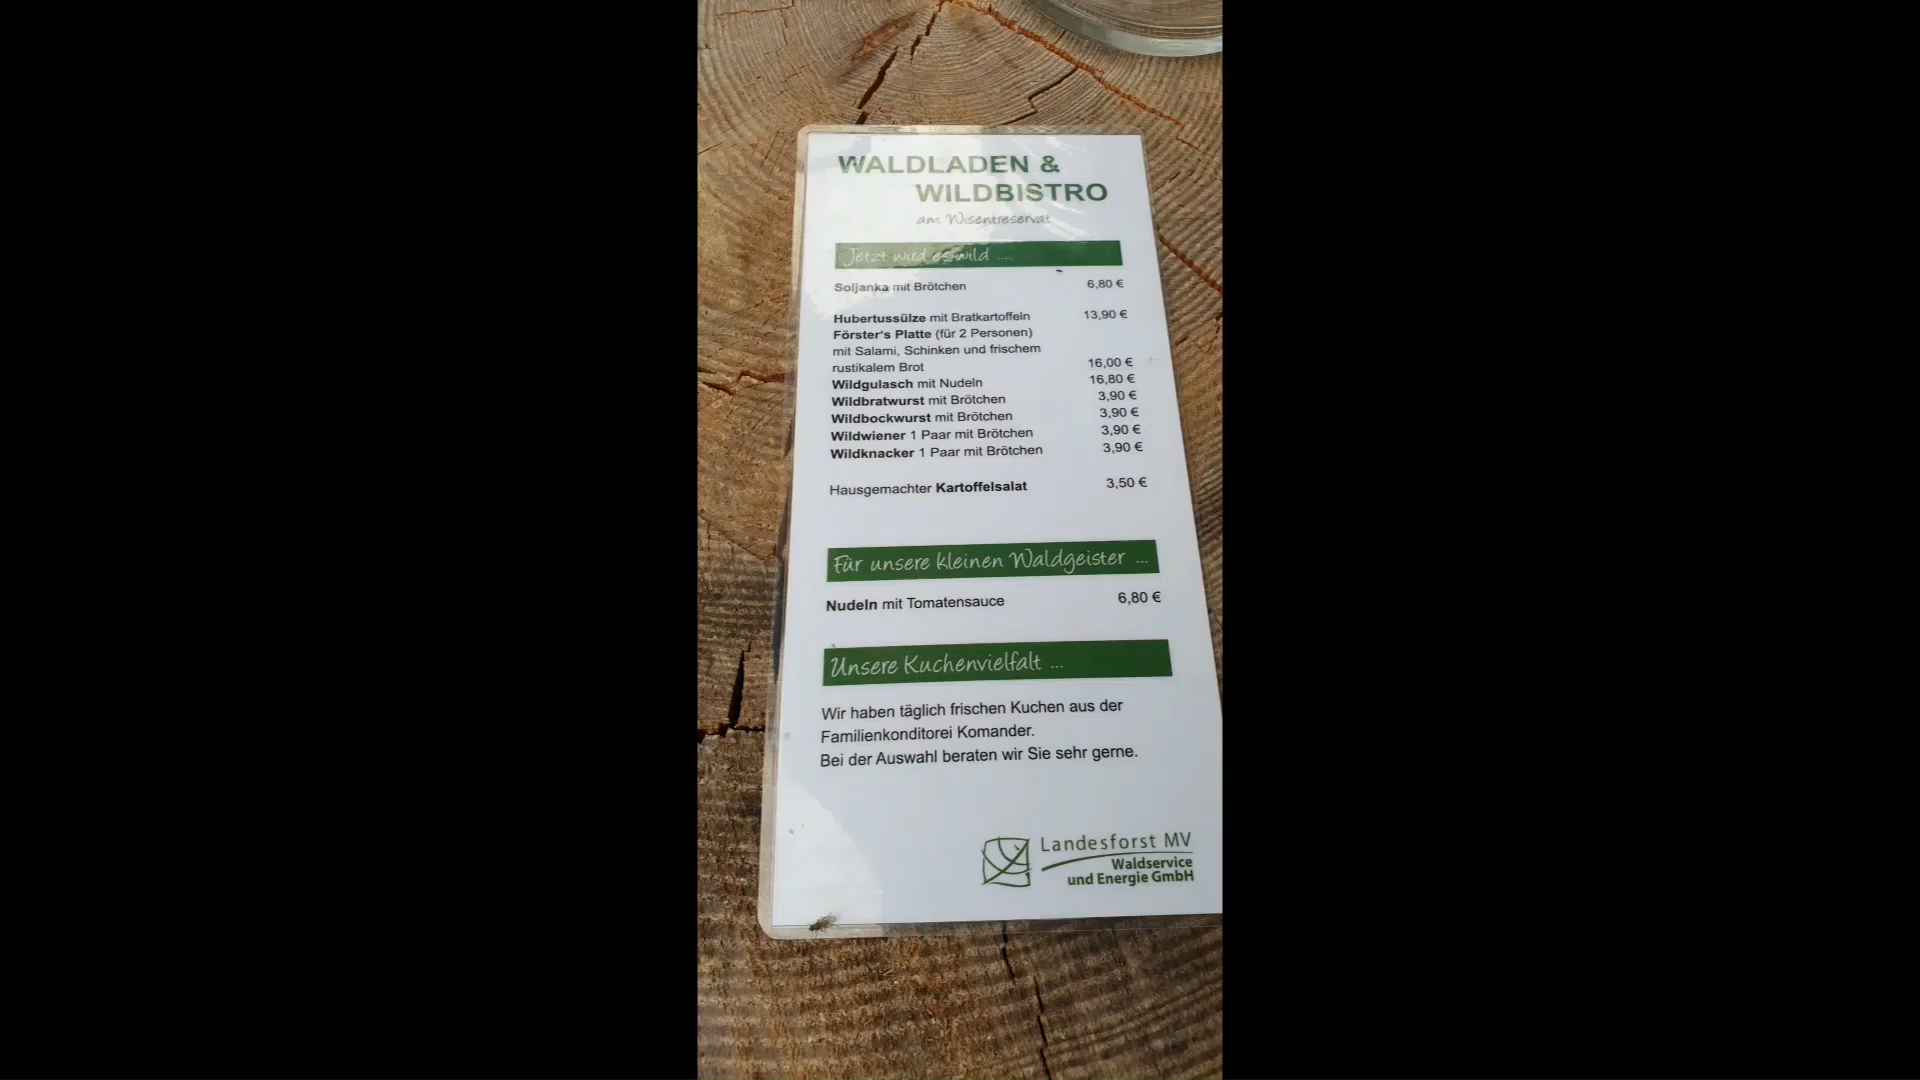 WALDLADEN &
WILDBISTRO
am Wisentreservat
Jetzt wird es wild .....
Soljanka mit Brötchen 6,80 €
Hubertussülze mit Bratkartoffeln 13,90 €
Förster's Platte (für 2 Personen)
mit Salami, Schinken und frischem
rustikalem Brot 16,00 €
Wildgulasch mit Nudeln 16,80 €
Wildbratwurst mit Brötchen 3,90 €
Wildbockwurst mit Brötchen 3,90 €
Wildwiener 1 Paar mit Brötchen 3,90 €
Wildknacker 1 Paar mit Brötchen 3,90 €
Hausgemachter Kartoffelsalat 3,50 €
Für unsere kleinen Waldgeister ...
Nudeln mit Tomatensauce 6,80 €
Unsere Kuchenvielfalt ...
Wir haben täglich frischen Kuchen aus der
Familienkonditorei Komander.
Bei der Auswahl beraten wir Sie sehr gerne.
Landesforst MV
Waldservice
und Energie GmbH